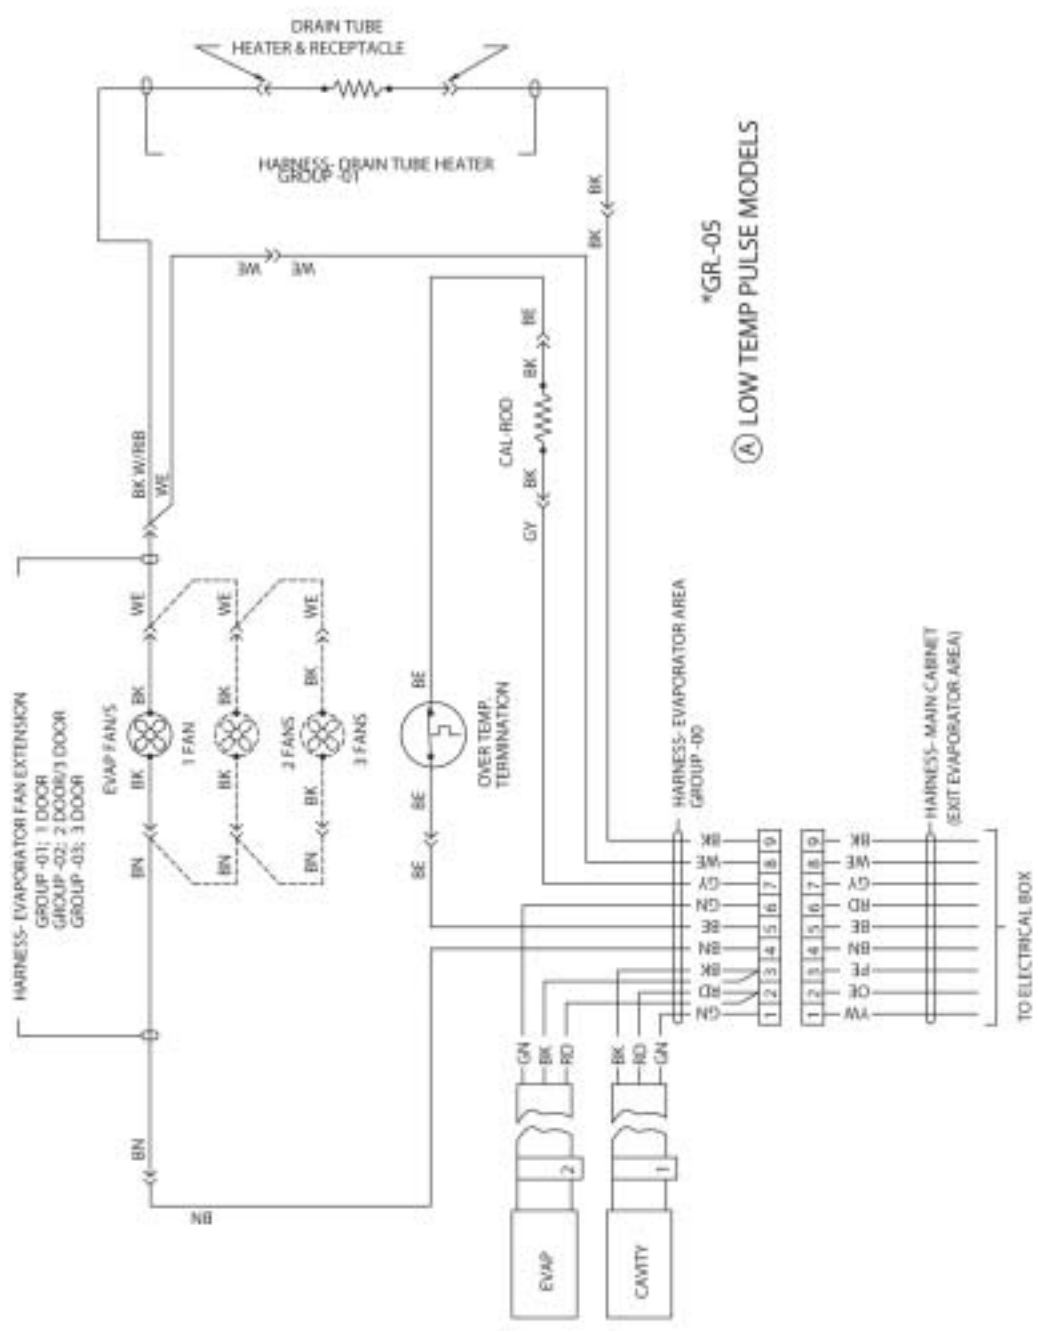 DRAIN TUBE
HEATER & RECEPTACLE
HARNESS- DRAIN TUBE HEATER
GROUP -01
BK
BK
WE
WE
*GR.-05
A LOW TEMP PULSE MODELS
BE
BK
CAL-ROD
BK
GY
BK W/RIB
WE
HARNESS- EVAPORATOR FAN EXTENSION
GROUP -01; 1 DOOR
GROUP -02; 2 DOOR/3 DOOR
GROUP -03; 3 DOOR
EVAP FAN/S
1 FAN
2 FANS
3 FANS
WE
WE
WE
BK
BK
BK
BK
BK
BK
BN
BN
BN
BE
OVER TEMP.
TERMINATION
BE
BE
HARNESS- EVAPORATOR AREA
GROUP -00
HARNESS- MAIN CABINET
(EXIT EVAPORATOR AREA)
BK 9 9 BK
WE 8 8 WE
GY 7 7 GY
GN 6 6 RD
BE 5 5 BE
BN 4 4 BN
BK 3 3 PE
RD 2 2 OE
GN 1 1 YW
TO ELECTRICAL BOX
GN
BK
RD
BK
RD
GN
2
1
EVAP
CAVITY
BN
BN